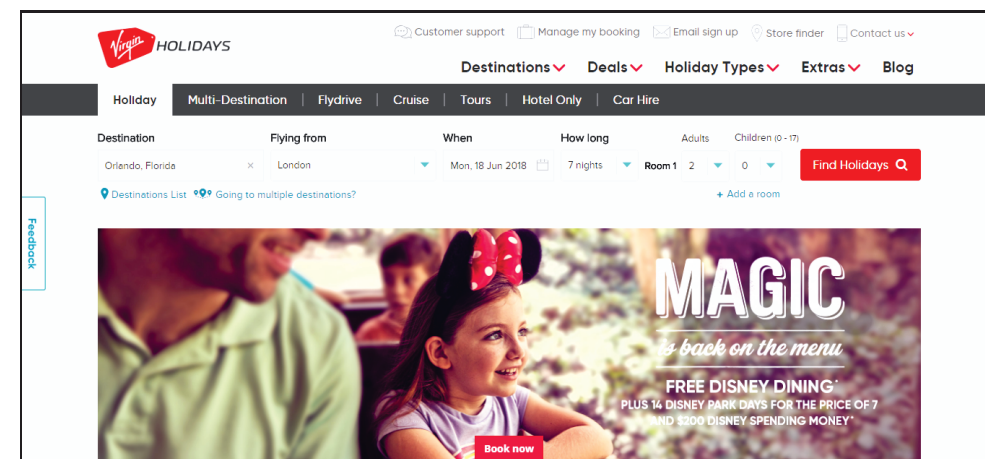 Virgin HOLIDAYS
Customer support Manage my booking Email sign up Store finder Contact us
Destinations Deals Holiday Types Extras Blog
Holiday Multi-Destination | Flydrive | Cruise | Tours | Hotel Only | Car Hire
Destination Flying from When How long Adults Children (0 - 17)
Orlando, Florida × London Mon, 18 Jun 2018 7 nights Room 1 2 0 Find Holidays
Destinations List Going to multiple destinations? + Add a room
Feedback
MAGIC
is back on the menu
FREE DISNEY DINING*
PLUS 14 DISNEY PARK DAYS FOR THE PRICE OF 7
AND $200 DISNEY SPENDING MONEY*
Book now